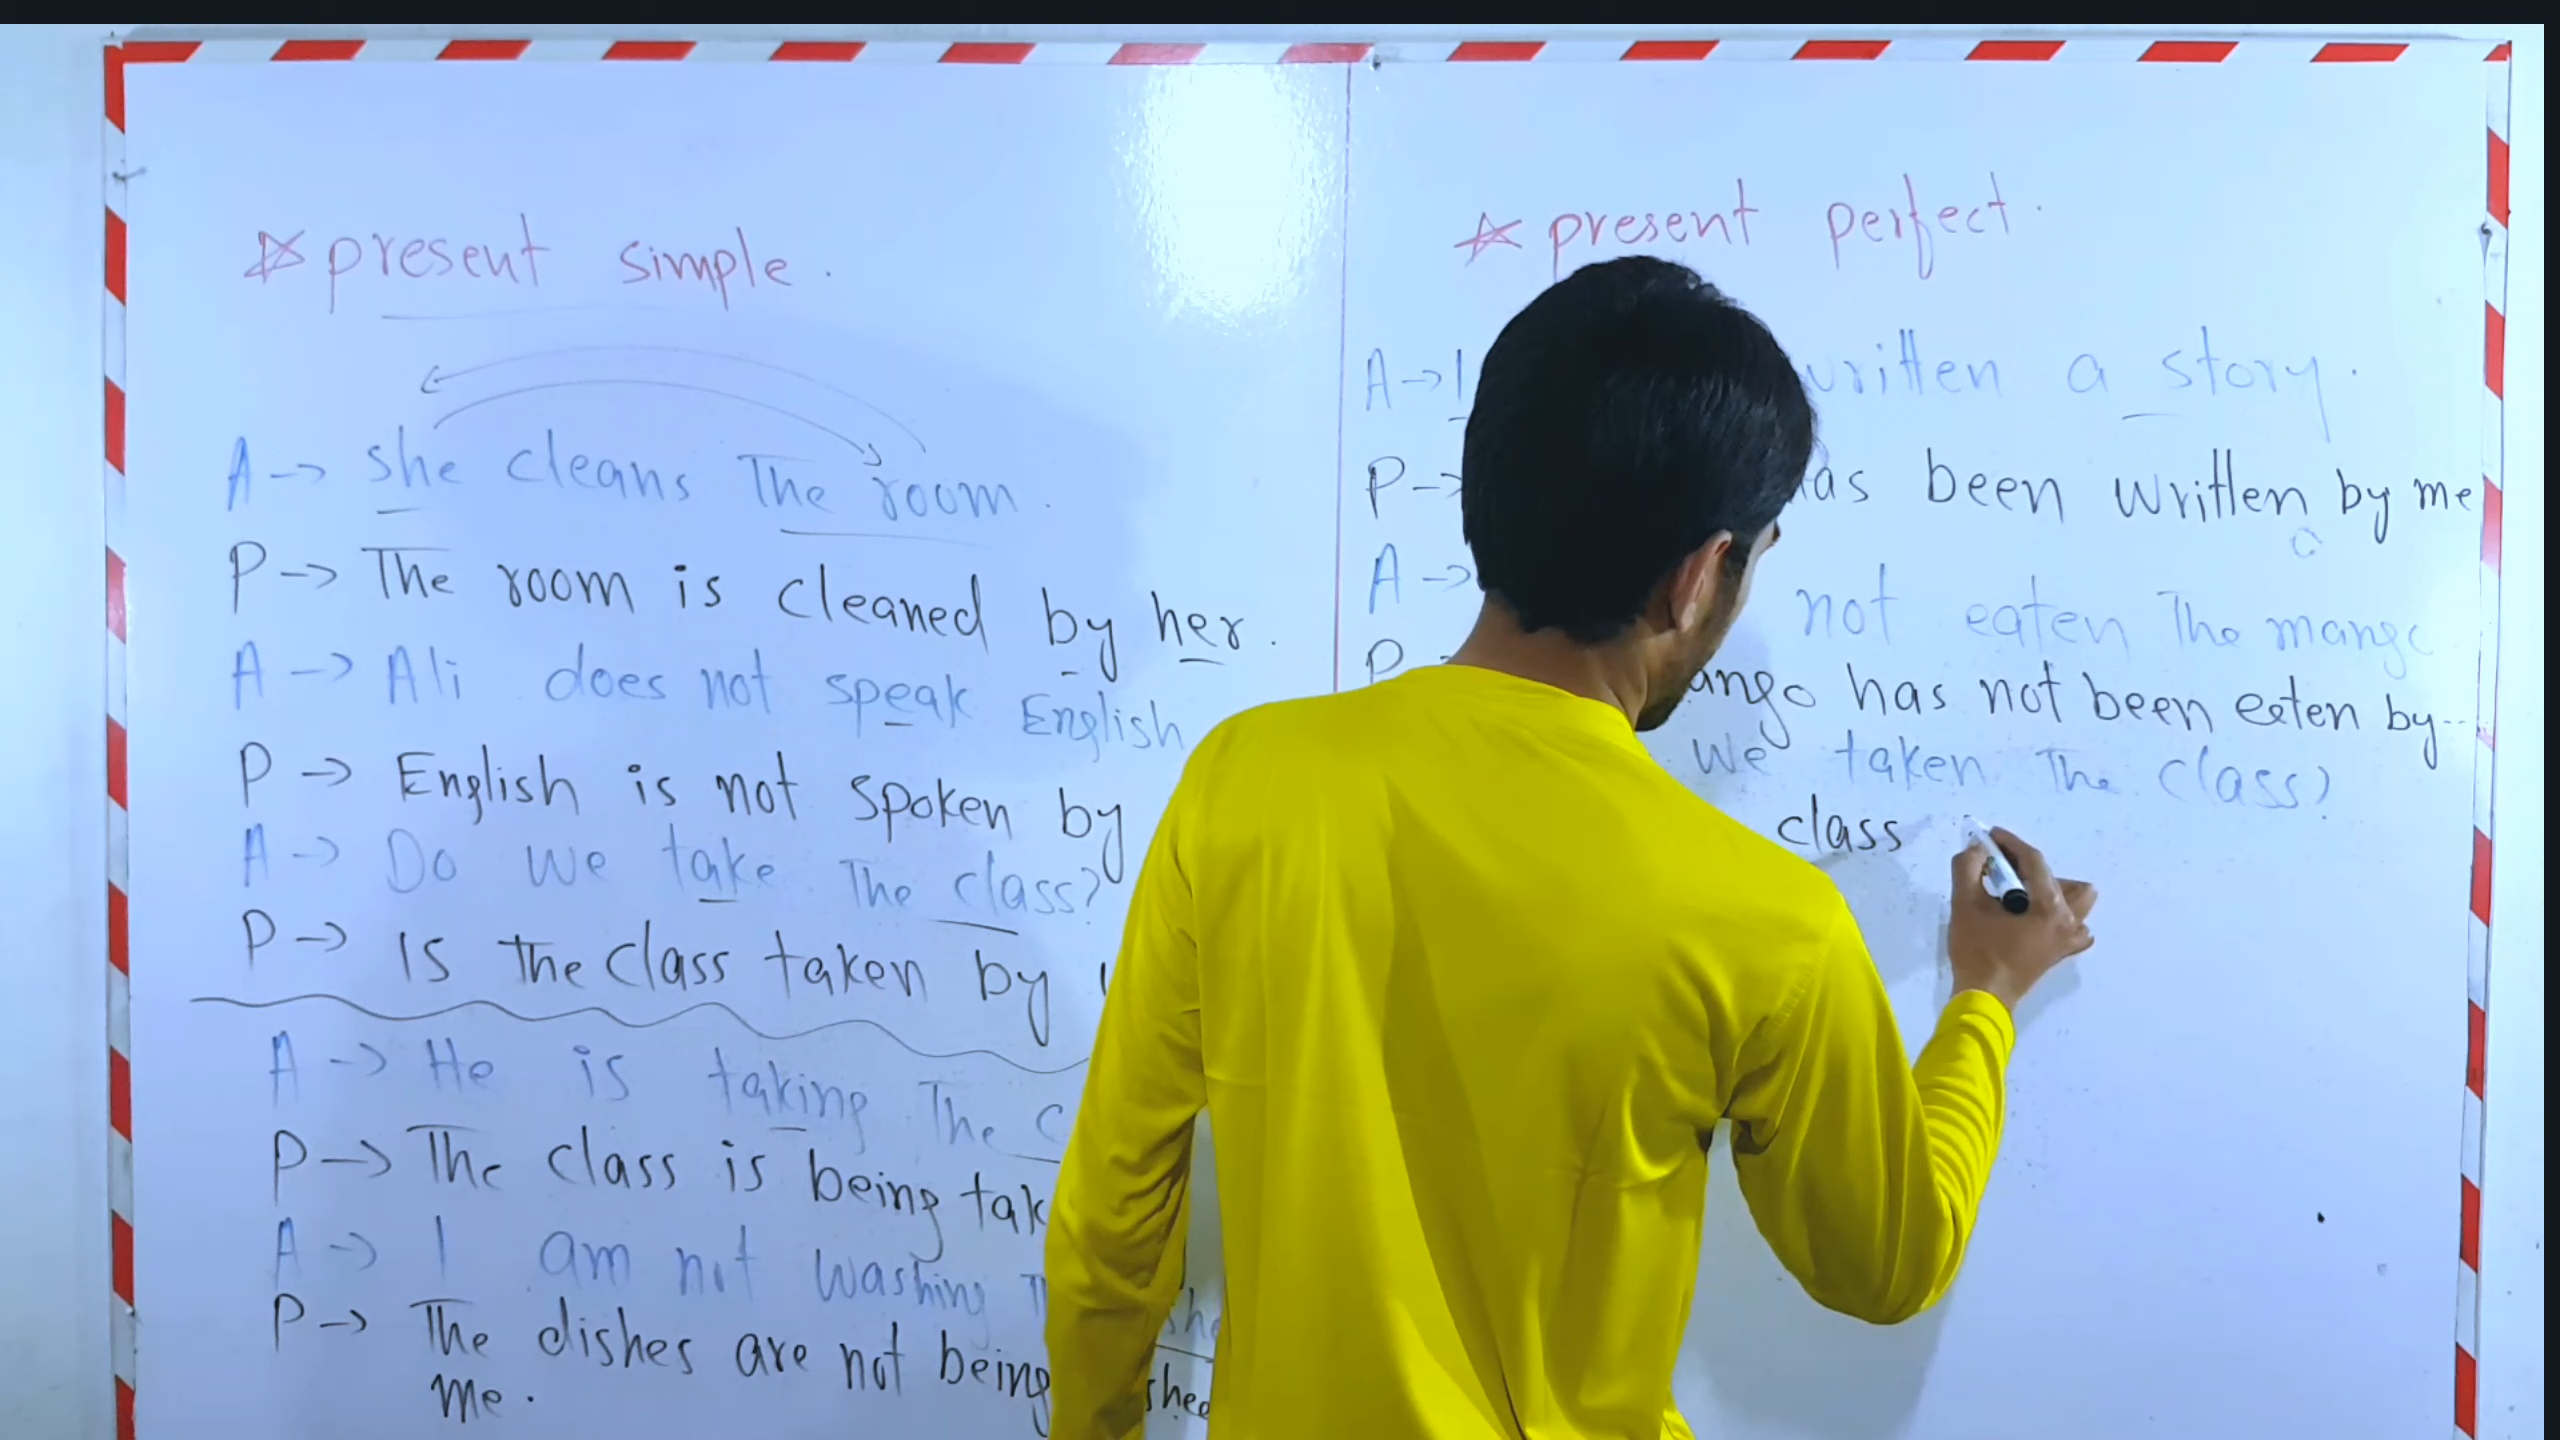 present simple.
A -> She cleans The room.
P -> The room is cleaned by her.
A -> Ali does not speak English
P -> English is not spoken by
A -> Do we take The class?
P -> Is The class taken by
A -> He is taking The
P -> The class is being
A -> I am not washing
P -> The dishes are not being
me.
present perfect.
A -> I written a story.
P -> been written by me
A -> not eaten The mango
P has not been eaten by --
we taken The class?
class